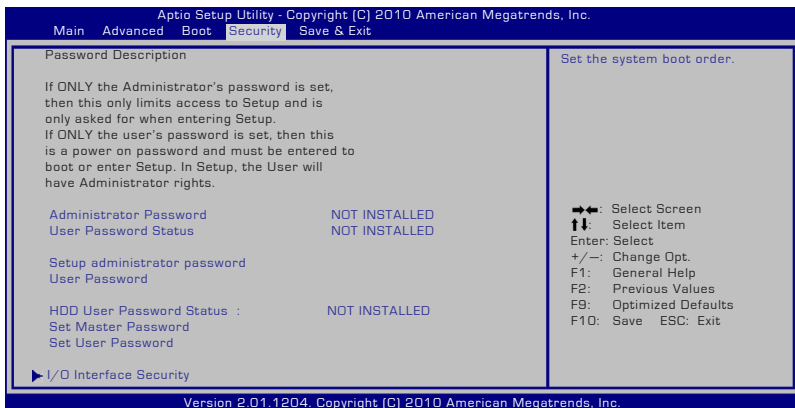 Aptio Setup Utility - Copyright (C) 2010 American Megatrends, Inc.
Main Advanced Boot Security Save & Exit
Password Description
If ONLY the Administrator's password is set,
then this only limits access to Setup and is
only asked for when entering Setup.
If ONLY the user's password is set, then this
is a power on password and must be entered to
boot or enter Setup. In Setup, the User will
have Administrator rights.
Administrator Password NOT INSTALLED
User Password Status NOT INSTALLED
Setup administrator password
User Password
HDD User Password Status : NOT INSTALLED
Set Master Password
Set User Password
I/O Interface Security
Set the system boot order.
→←: Select Screen
↑↓: Select Item
Enter: Select
+/—: Change Opt.
F1: General Help
F2: Previous Values
F9: Optimized Defaults
F10: Save ESC: Exit
Version 2.01.1204. Copyright (C) 2010 American Megatrends, Inc.